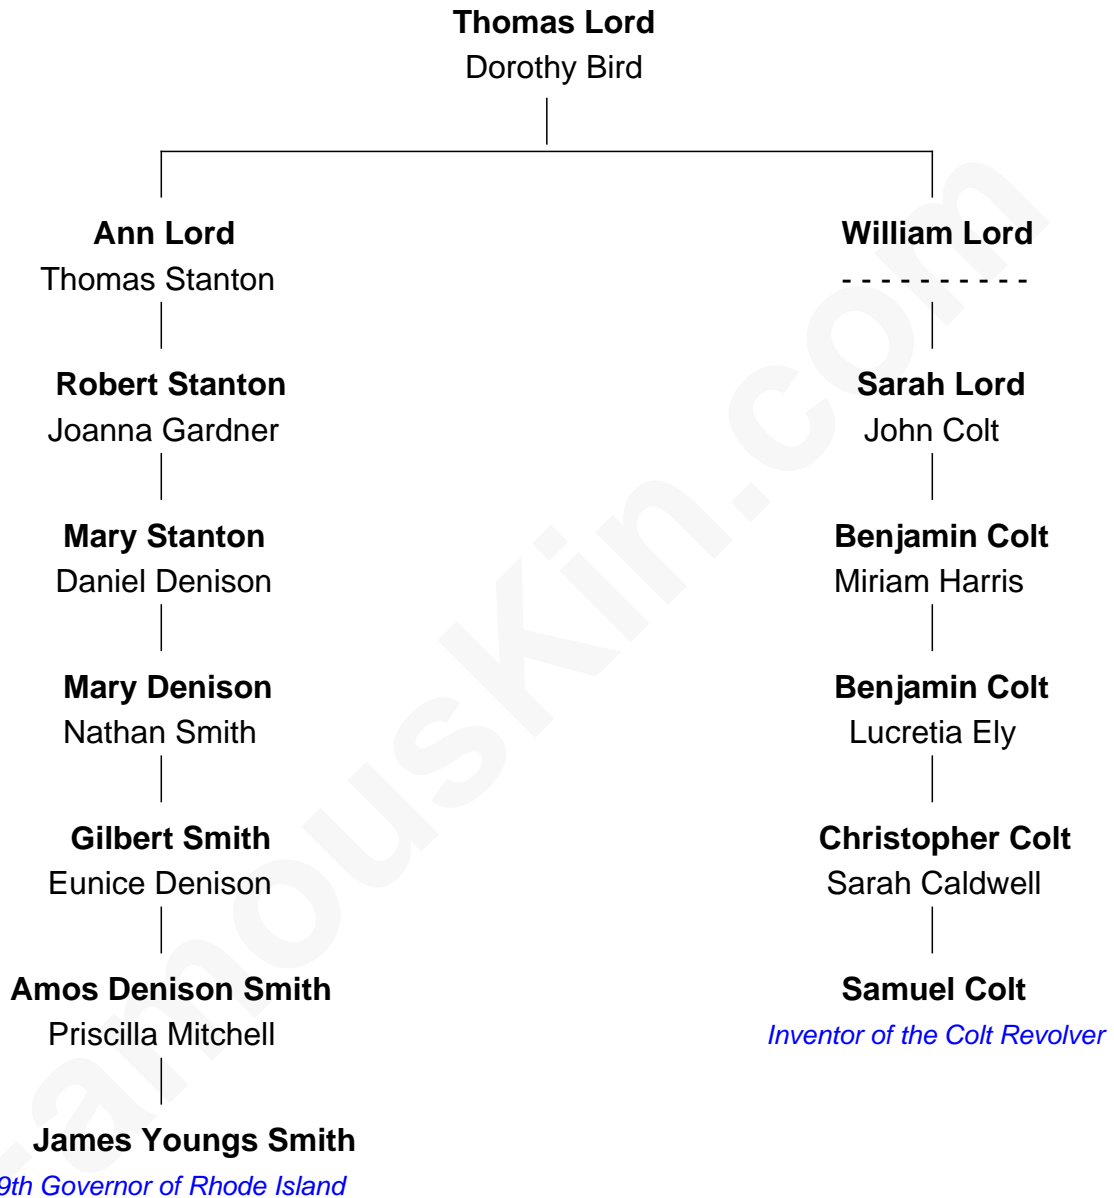 Thomas Lord
Dorothy Bird
Ann Lord
Thomas Stanton
William Lord
- - - - - - - - - -
Robert Stanton
Joanna Gardner
Sarah Lord
John Colt
Mary Stanton
Daniel Denison
Benjamin Colt
Miriam Harris
Mary Denison
Nathan Smith
Benjamin Colt
Lucretia Ely
Gilbert Smith
Eunice Denison
Christopher Colt
Sarah Caldwell
Amos Denison Smith
Priscilla Mitchell
Samuel Colt
Inventor of the Colt Revolver
James Youngs Smith
9th Governor of Rhode Island
FamousKin.com